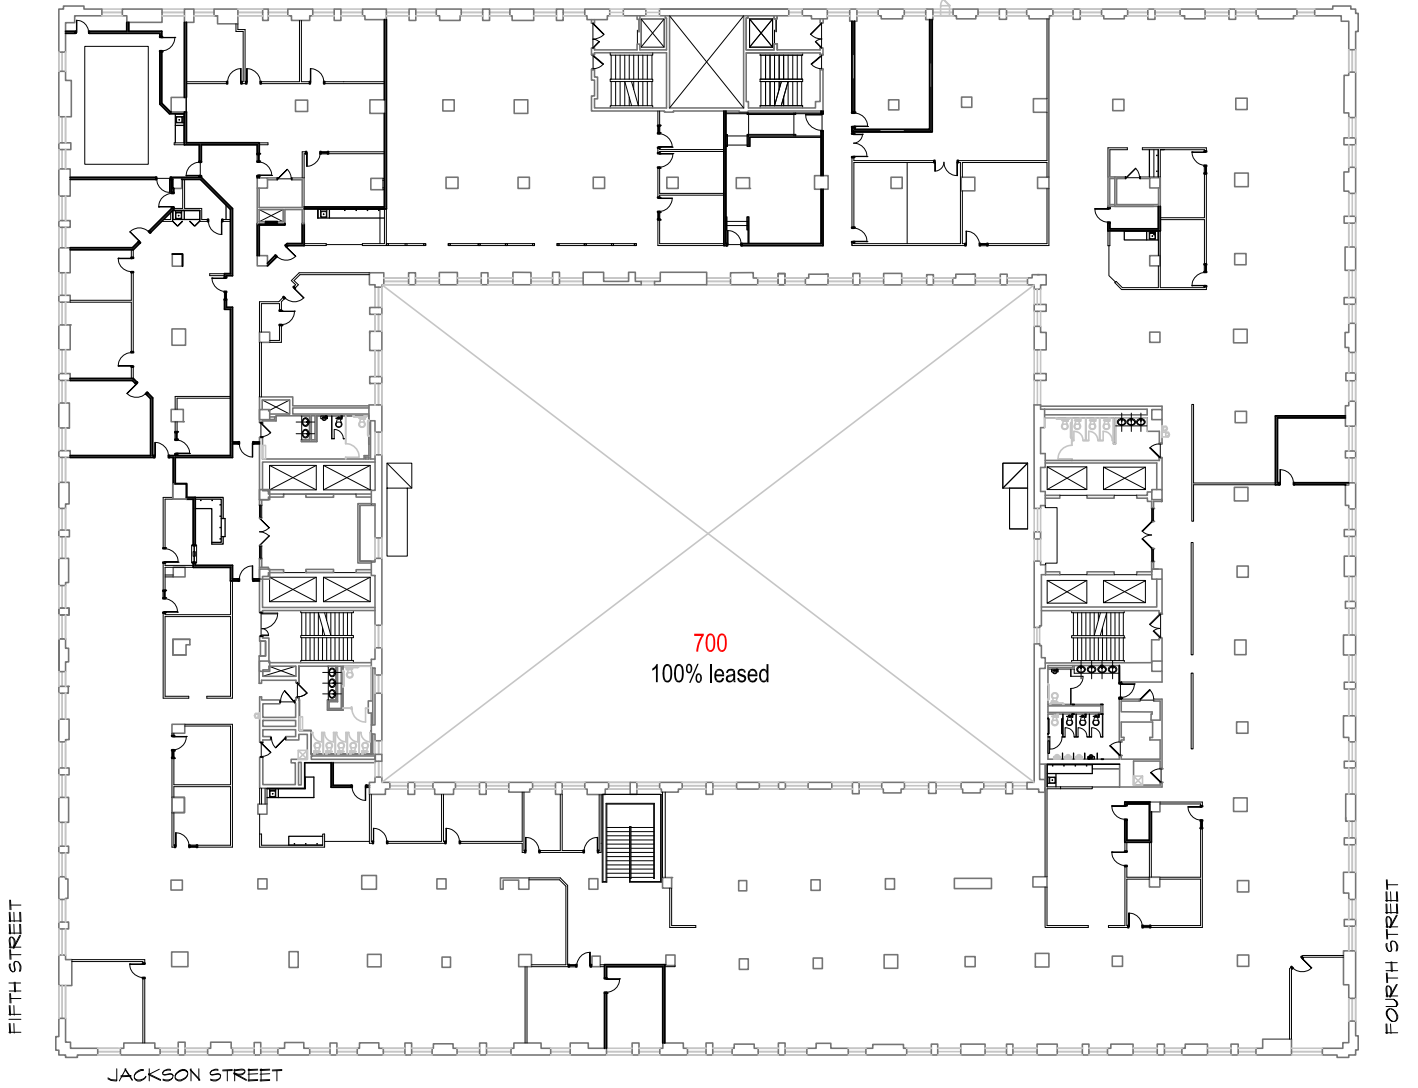 700
100% leased
FIFTH STREET
FOURTH STREET
JACKSON STREET